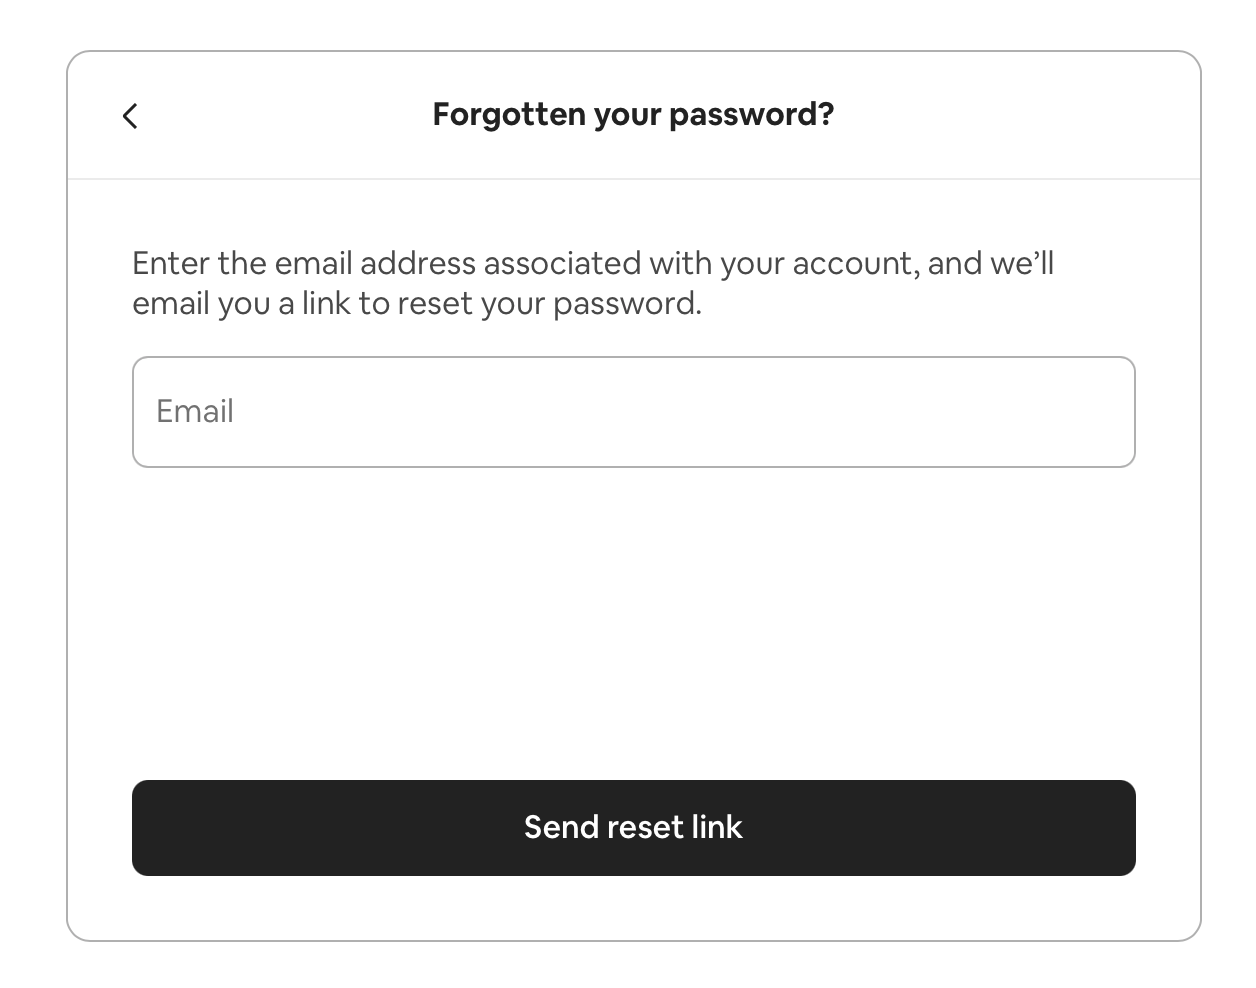 Forgotten your password?
Enter the email address associated with your account, and we’ll
email you a link to reset your password.
Email
Send reset link